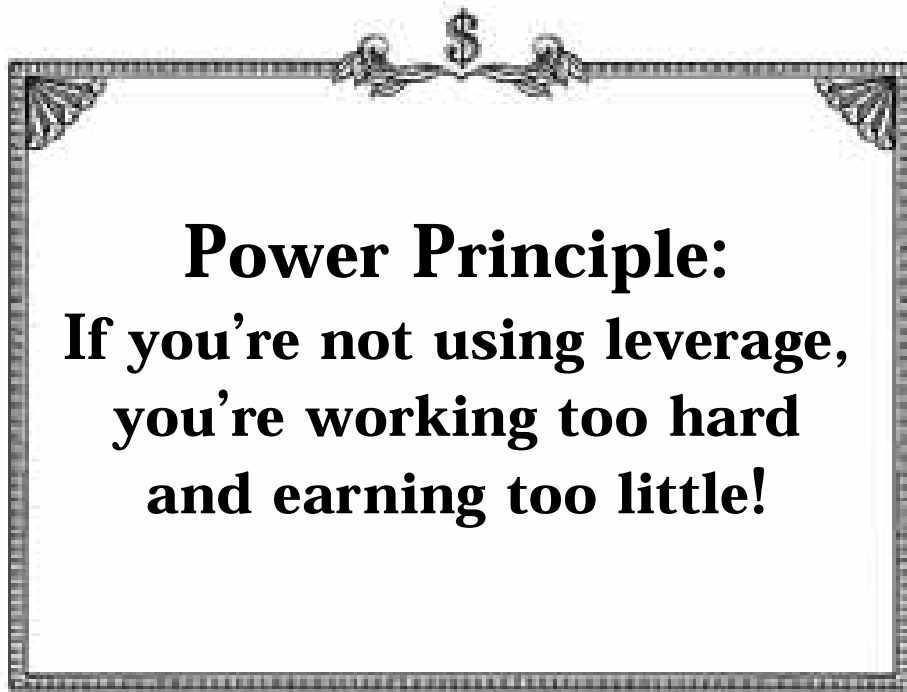 $
Power Principle:
If you’re not using leverage,
you’re working too hard
and earning too little!